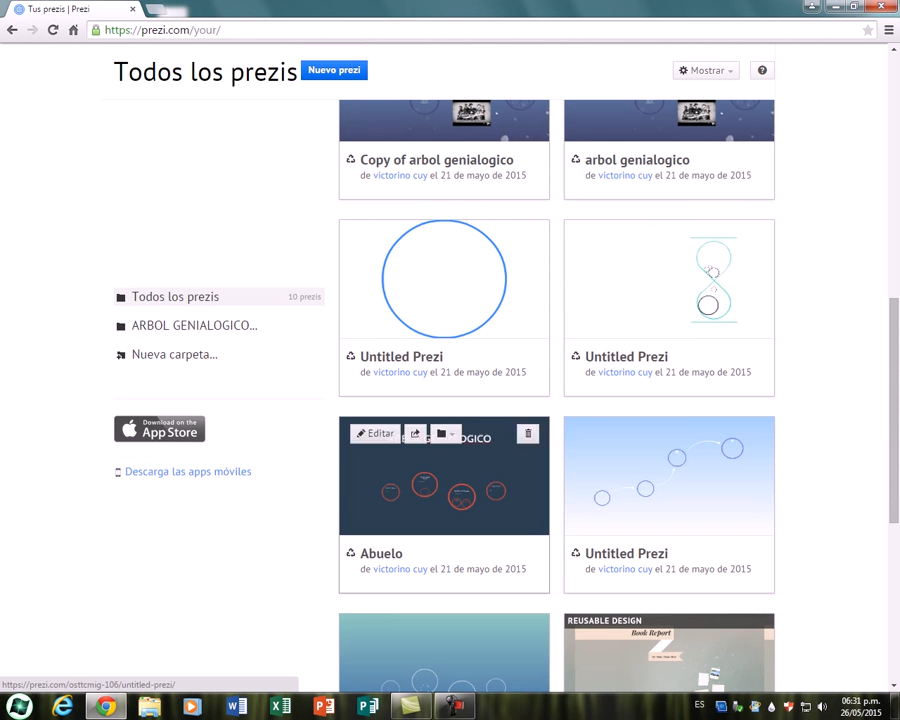 Tus prezis | Prezi
https://prezi.com/your/
Todos los prezis
Nuevo prezi
Mostrar
?
Copy of arbol genialogico
de victorino cuy el 21 de mayo de 2015
arbol genialogico
de victorino cuy el 21 de mayo de 2015
Todos los prezis
10 prezis
ARBOL GENIALOGICO...
Nueva carpeta...
Download on the
App Store
Descarga las apps móviles
Untitled Prezi
de victorino cuy el 21 de mayo de 2015
Untitled Prezi
de victorino cuy el 21 de mayo de 2015
Editar
Abuelo
de victorino cuy el 21 de mayo de 2015
Untitled Prezi
de victorino cuy el 21 de mayo de 2015
REUSABLE DESIGN
Book Report
https://prezi.com/osttcmig-106/untitled-prezi/
ES
06:31 p.m.
26/05/2015